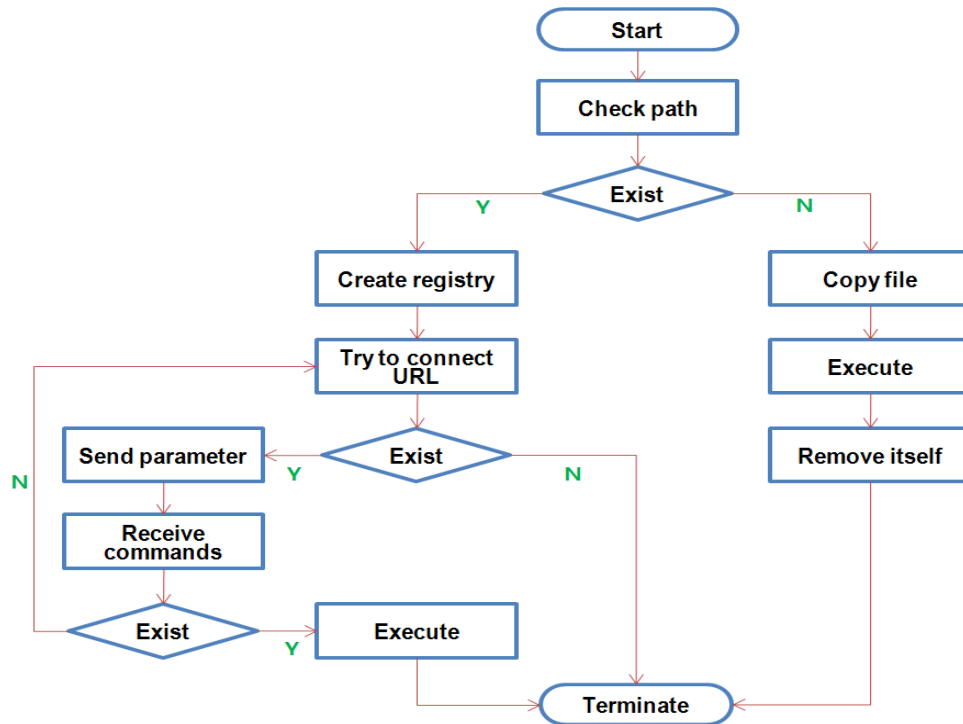 Start
Check path
Exist
Y
N
Create registry
Copy file
Try to connect
URL
Execute
Send parameter
Exist
Remove itself
Y
N
N
Receive
commands
Exist
Y
Execute
Terminate